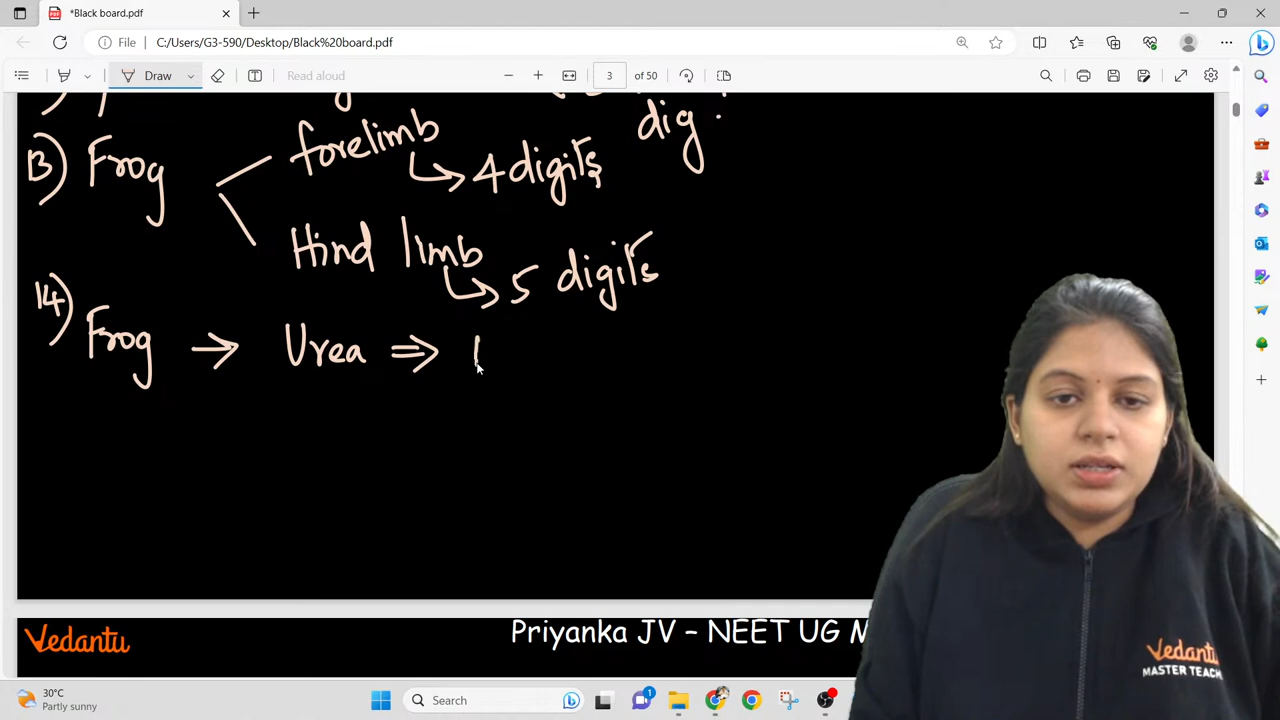 *Black board.pdf
File C:/Users/G3-590/Desktop/Black%20board.pdf
Draw Read aloud 3 of 50
dig
13) Frog forelimb
→ 4 digits
Hind limb
→ 5 digits
14) Frog → Urea ⇒
Vedantu
Priyanka JV – NEET UG
Vedantu
MASTER TEACHER
30°C
Partly sunny
Search
1